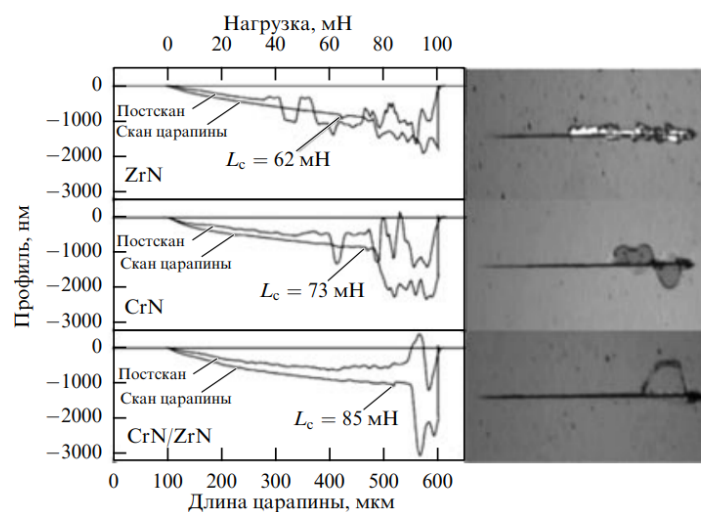 Нагрузка, мН
0 20 40 60 80 100
0
−1000
−2000
−3000
Постскан
Скан царапины
Lc = 62 мН
ZrN
0
−1000
−2000
−3000
Постскан
Скан царапины
Lc = 73 мН
CrN
0
−1000
−2000
−3000
Постскан
Скан царапины
Lc = 85 мН
CrN/ZrN
Профиль, нм
0 100 200 300 400 500 600
Длина царапины, мкм